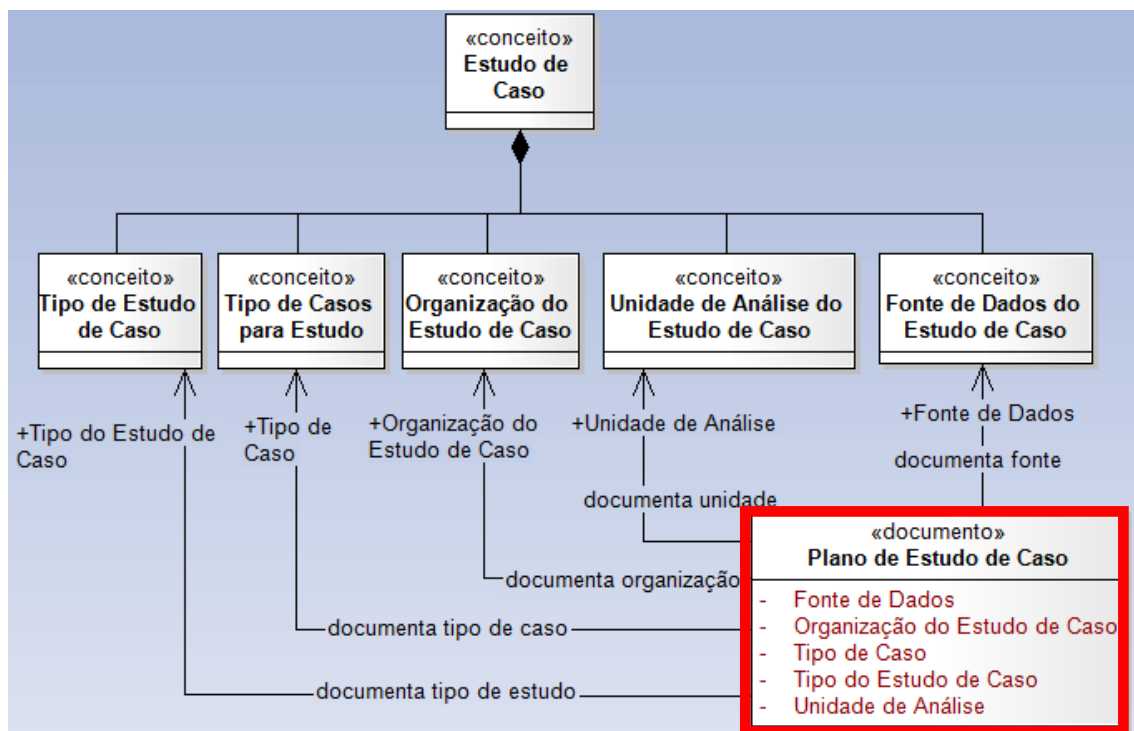 «conceito»
Estudo de
Caso
«conceito»
Tipo de Estudo
de Caso
«conceito»
Tipo de Casos
para Estudo
«conceito»
Organização do
Estudo de Caso
«conceito»
Unidade de Análise do
Estudo de Caso
«conceito»
Fonte de Dados do
Estudo de Caso
+Tipo do Estudo de
Caso
+Tipo de
Caso
+Organização do
Estudo de Caso
+Unidade de Análise
+Fonte de Dados
documenta fonte
documenta unidade
documenta organização
documenta tipo de caso
documenta tipo de estudo
«documento»
Plano de Estudo de Caso
- Fonte de Dados
- Organização do Estudo de Caso
- Tipo de Caso
- Tipo do Estudo de Caso
- Unidade de Análise